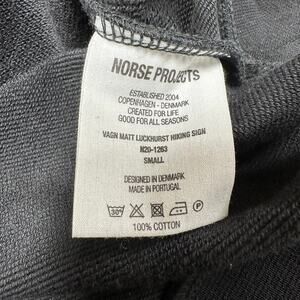 NORSE PROJECTS
ESTABLISHED 2004
COPENHAGEN - DENMARK
CREATED FOR LIFE
GOOD FOR ALL SEASONS
VAGN MATT LUCKHURST HIKING SIGN
N20-1263
SMALL
DESIGNED IN DENMARK
MADE IN PORTUGAL
30°
P
100% COTTON